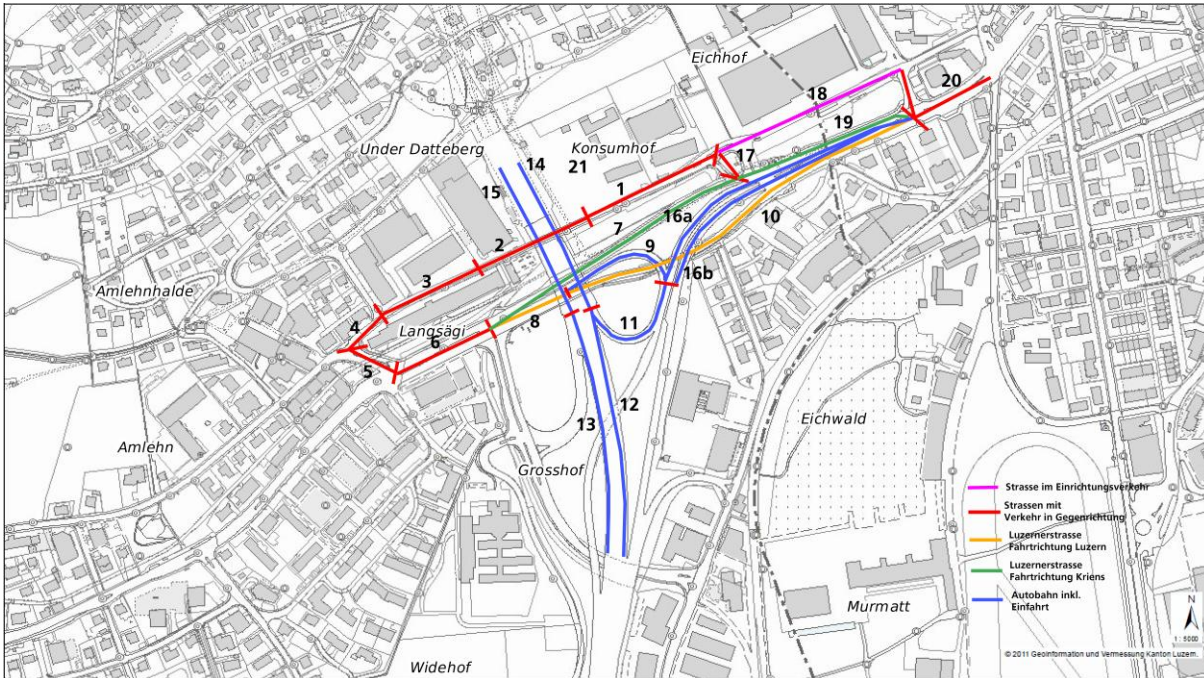 Eichhof
20
18
19
Under Datteberg
14
Konsumhof
17
21
15
1
10
16a
7
2
9
16b
Amlehnhalde
3
8
11
4
Langsägi
6
5
12
13
Eichwald
Amlehn
Grosshof
Strasse im Einrichtungsverkehr
Strassen mit
Verkehr in Gegenrichtung
Luzernerstrasse
Fahrtrichtung Luzern
Luzernerstrasse
Fahrtrichtung Kriens
Autobahn inkl.
Einfahrt
Murmatt
N
1 : 5000
Widehof
© 2011 Geoinformation und Vermessung Kanton Luzern.